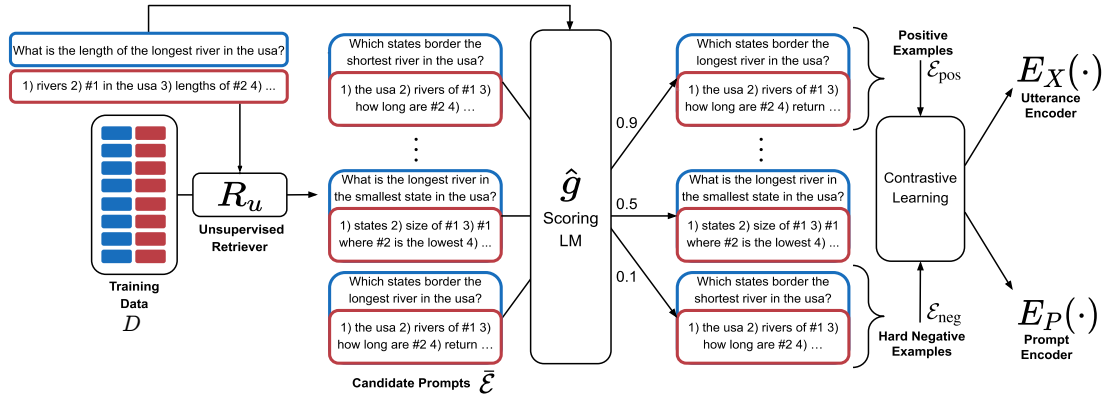 What is the length of the longest river in the usa?
1) rivers 2) #1 in the usa 3) lengths of #2 4) ...
R_u
Unsupervised
Retriever
Training
Data
D
Which states border the
shortest river in the usa?
1) the usa 2) rivers of #1 3)
how long are #2 4) ...
⋮
What is the longest river in
the smallest state in the usa?
1) states 2) size of #1 3) #1
where #2 is the lowest 4) ...
Which states border the
longest river in the usa?
1) the usa 2) rivers of #1 3)
how long are #2 4) return ...
Candidate Prompts ℰ̄
ĝ
Scoring
LM
0.9
0.5
0.1
Which states border the
longest river in the usa?
1) the usa 2) rivers of #1 3)
how long are #2 4) return ...
⋮
What is the longest river in
the smallest state in the usa?
1) states 2) size of #1 3) #1
where #2 is the lowest 4) ...
Which states border the
shortest river in the usa?
1) the usa 2) rivers of #1 3)
how long are #2 4) ...
Positive
Examples
ℰ_pos
Contrastive
Learning
ℰ_neg
Hard Negative
Examples
E_X(·)
Utterance
Encoder
E_P(·)
Prompt
Encoder